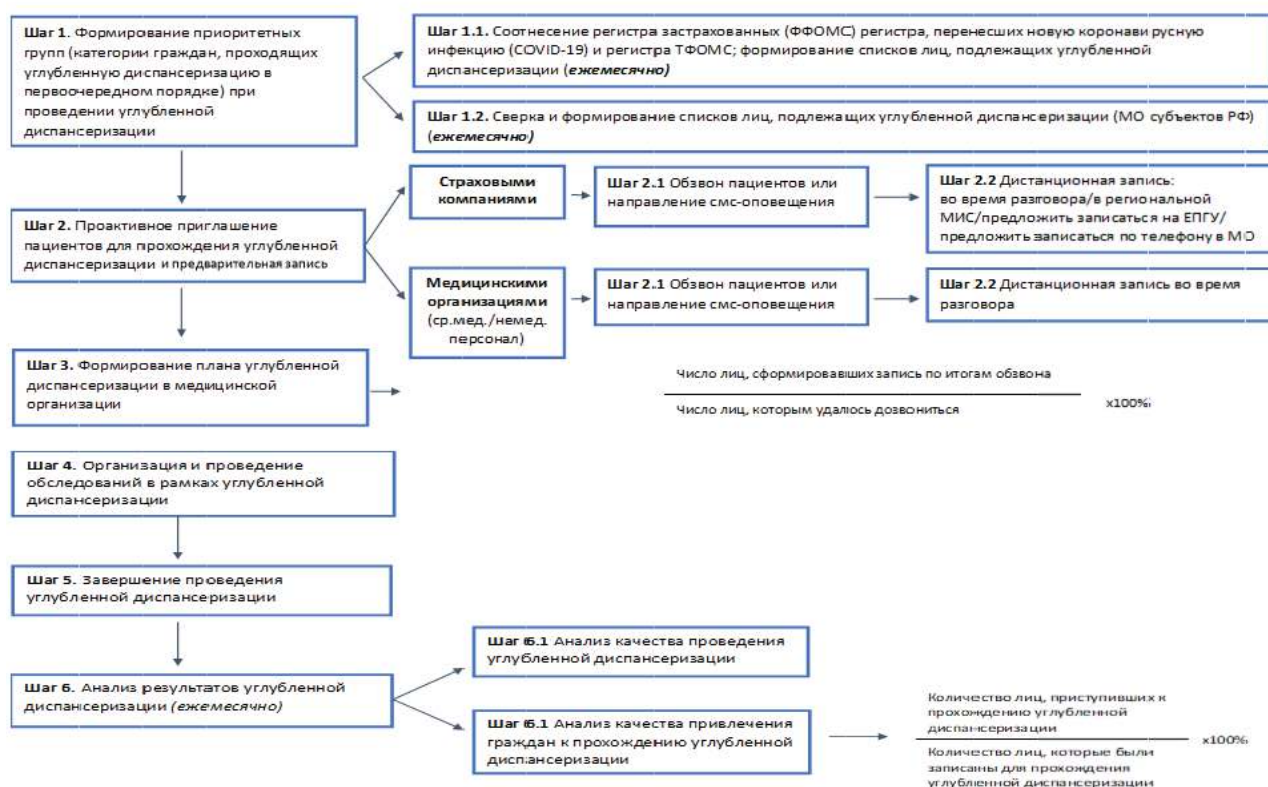 Шаг 1. Формирование приоритетных
групп (категории граждан, проходящих
углубленную диспансеризацию в
первоочередном порядке) при
проведении углубленной
диспансеризации
Шаг 1.1. Соотнесение регистра застрахованных (ФФОМС) регистра, перенесших новую коронавирусную
инфекцию (COVID-19) и регистра ТФОМС; формирование списков лиц, подлежащих углубленной
диспансеризации (ежемесячно)
Шаг 1.2. Сверка и формирование списков лиц, подлежащих углубленной диспансеризации (МО субъектов РФ)
(ежемесячно)
Шаг 2. Проактивное приглашение
пациентов для прохождения углубленной
диспансеризации и предварительная запись
Страховыми
компаниями
Шаг 2.1 Обзвон пациентов или
направление смс-оповещения
Шаг 2.2 Дистанционная запись:
во время разговора/в региональной
МИС/предложить записаться на ЕПГУ/
предложить записаться по телефону в МО
Медицинскими
организациями
(ср.мед./немед.
персонал)
Шаг 2.1 Обзвон пациентов или
направление смс-оповещения
Шаг 2.2 Дистанционная запись во время
разговора
Шаг 3. Формирование плана углубленной
диспансеризации в медицинской
организации
Число лиц, сформировавших запись по итогам обзвона
Число лиц, которым удалось дозвониться
х100%
Шаг 4. Организация и проведение
обследований в рамках углубленной
диспансеризации
Шаг 5. Завершение проведения
углубленной диспансеризации
Шаг 6. Анализ результатов углубленной
диспансеризации (ежемесячно)
Шаг 6.1 Анализ качества проведения
углубленной диспансеризации
Шаг 6.1 Анализ качества привлечения
граждан к прохождению углубленной
диспансеризации
Количество лиц, приступивших к
прохождению углубленной
диспансеризации
Количество лиц, которые были
записаны для прохождения
углубленной диспансеризации
х100%